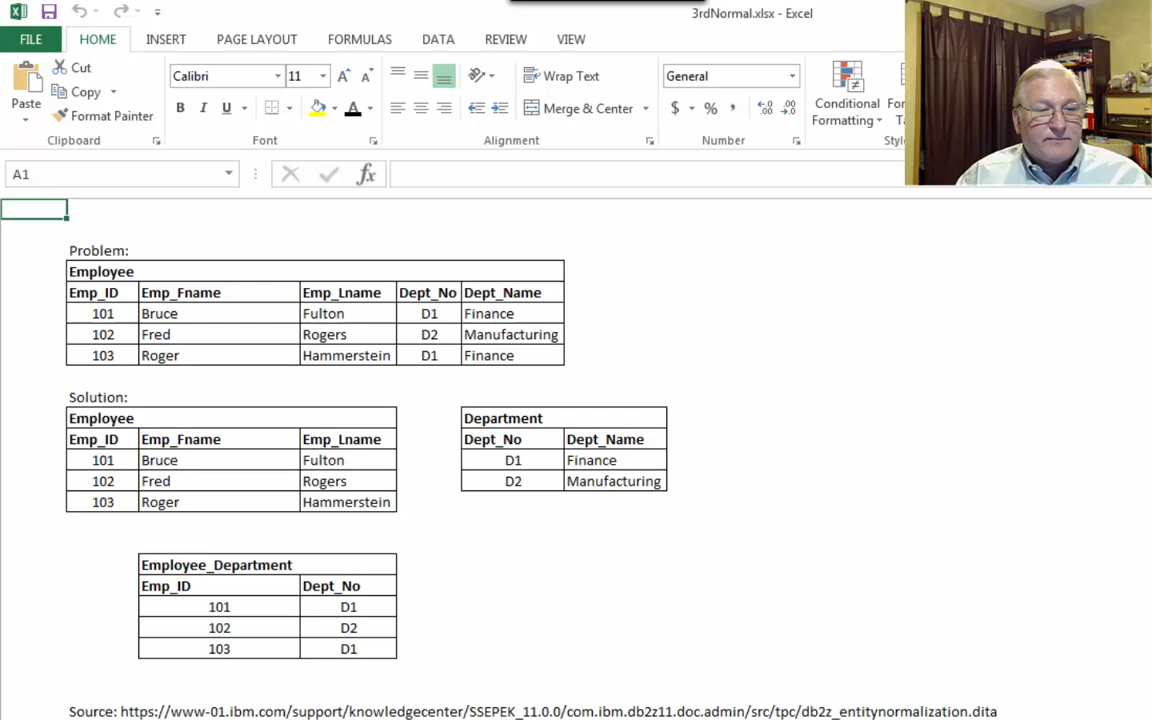 3rdNormal.xlsx - Excel
FILE HOME INSERT PAGE LAYOUT FORMULAS DATA REVIEW VIEW
Cut
Copy
Format Painter
Paste
Calibri 11
B I U
Wrap Text
Merge & Center
General
$ % ,
Conditional
Formatting
Clipboard Font Alignment Number
A1 fx
Problem:
Employee
Emp_ID Emp_Fname Emp_Lname Dept_No Dept_Name
101 Bruce Fulton D1 Finance
102 Fred Rogers D2 Manufacturing
103 Roger Hammerstein D1 Finance
Solution:
Employee
Emp_ID Emp_Fname Emp_Lname
101 Bruce Fulton
102 Fred Rogers
103 Roger Hammerstein
Department
Dept_No Dept_Name
D1 Finance
D2 Manufacturing
Employee_Department
Emp_ID Dept_No
101 D1
102 D2
103 D1
Source: https://www-01.ibm.com/support/knowledgecenter/SSEPEK_11.0.0/com.ibm.db2z11.doc.admin/src/tpc/db2z_entitynormalization.dita